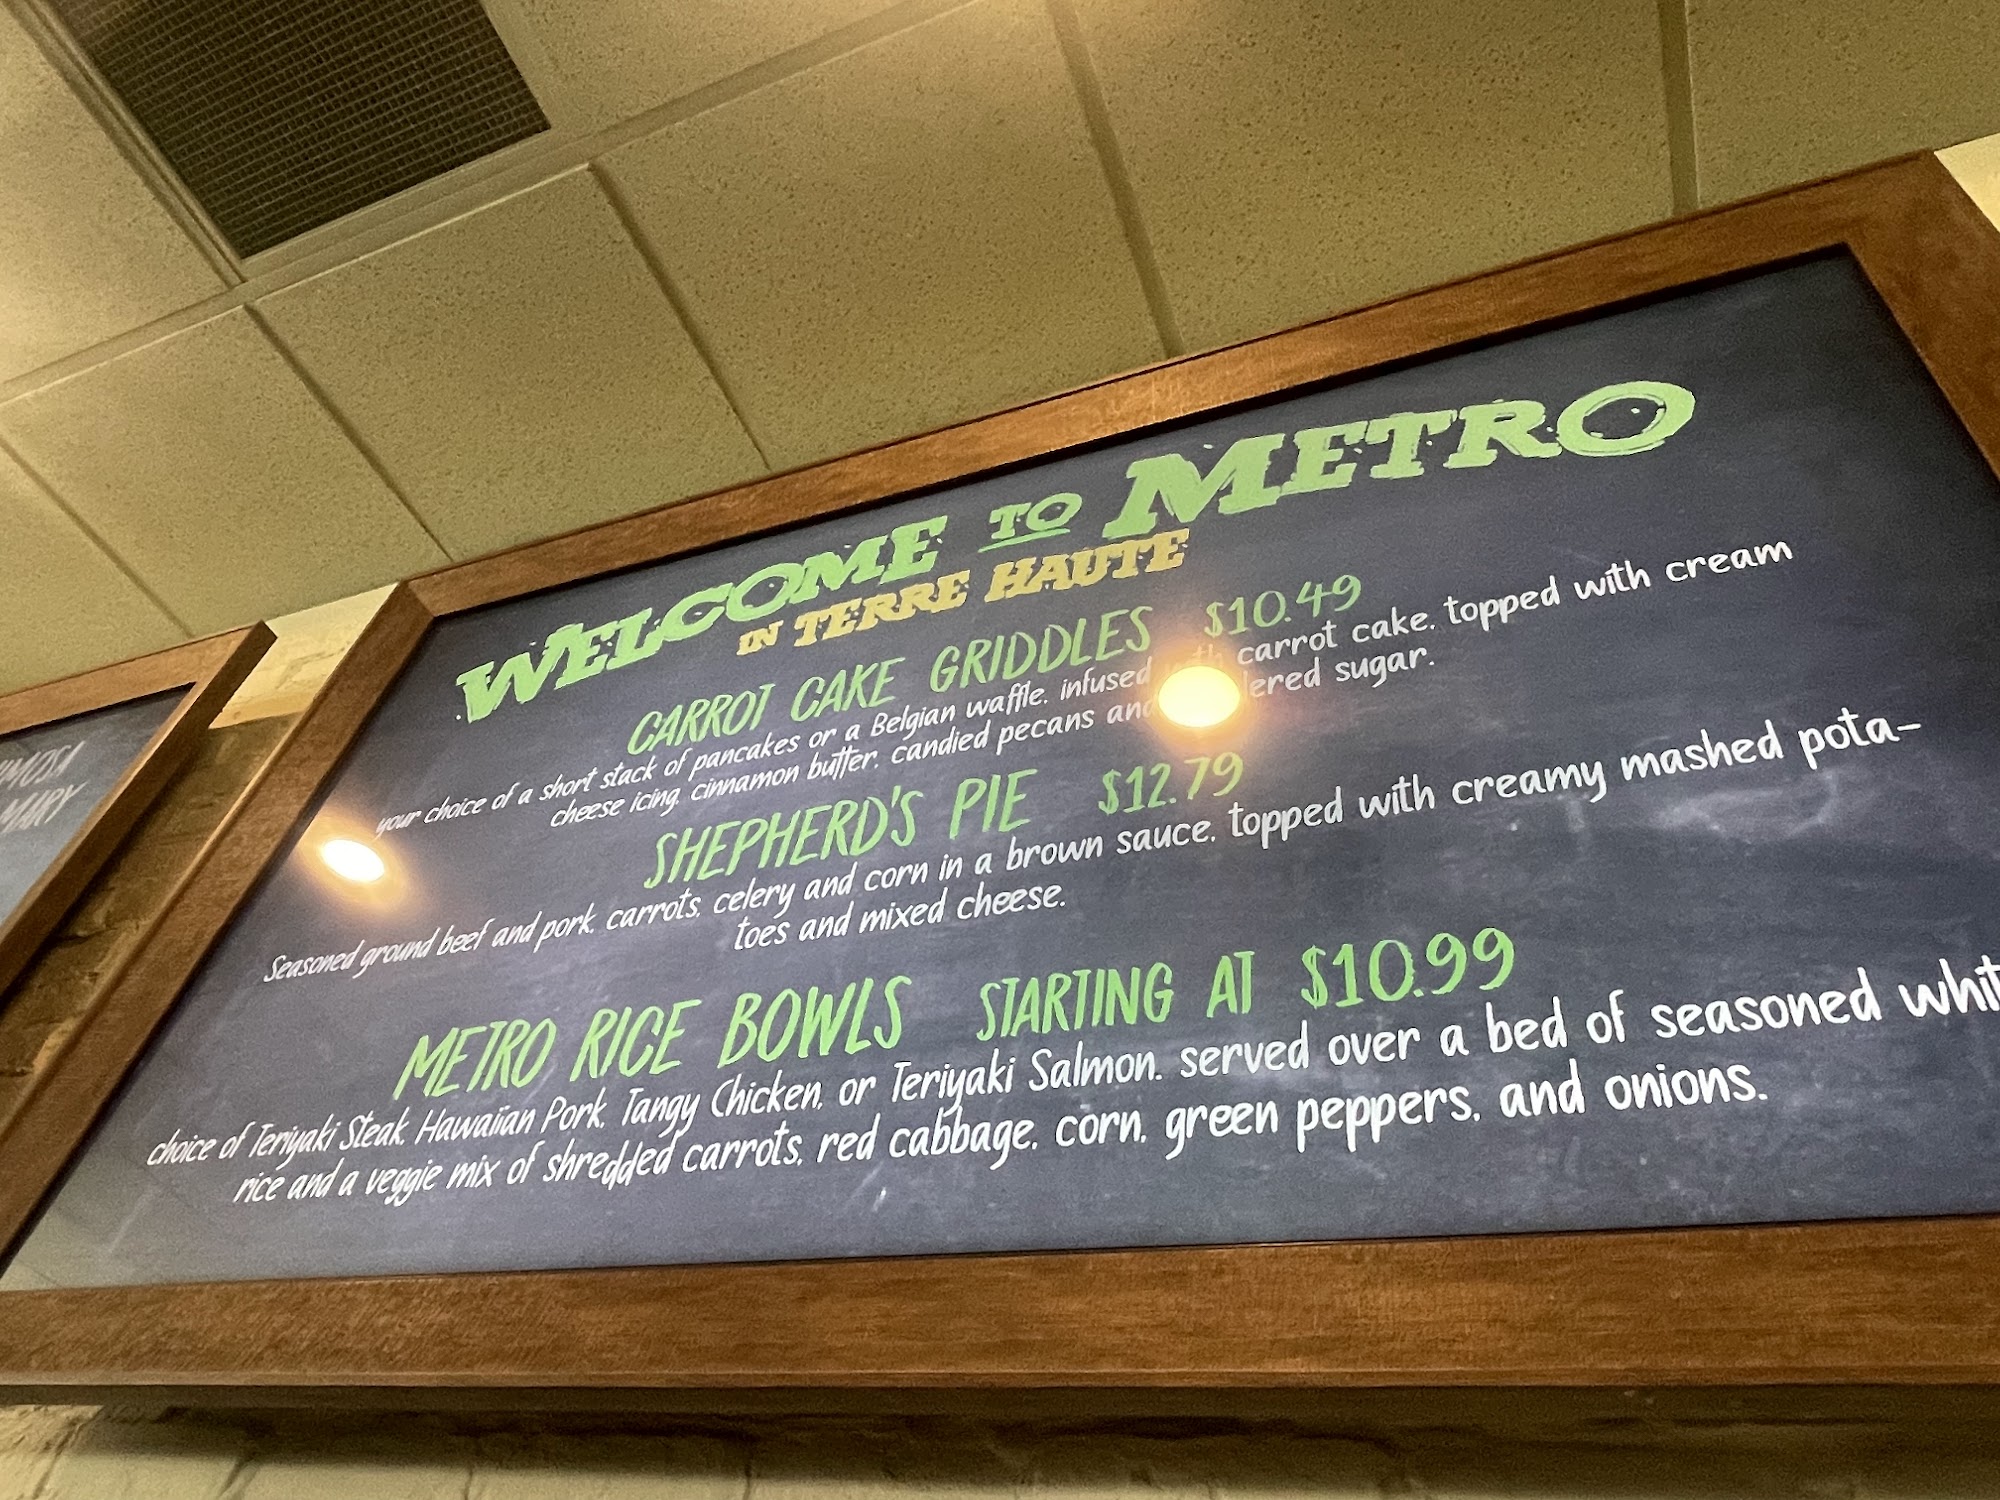 WELCOME TO METRO
IN TERRE HAUTE
CARROT CAKE GRIDDLES $10.49
your choice of a short stack of pancakes or a Belgian waffle, infused with carrot cake, topped with cream
cheese icing, cinnamon butter, candied pecans and ered sugar.
SHEPHERD'S PIE $12.79
Seasoned ground beef and pork, carrots, celery and corn in a brown sauce, topped with creamy mashed pota-
toes and mixed cheese.
METRO RICE BOWLS STARTING AT $10.99
choice of Teriyaki Steak, Hawaiian Pork, Tangy Chicken, or Teriyaki Salmon. served over a bed of seasoned whit
rice and a veggie mix of shredded carrots, red cabbage, corn, green peppers, and onions.
MOSA
MARY